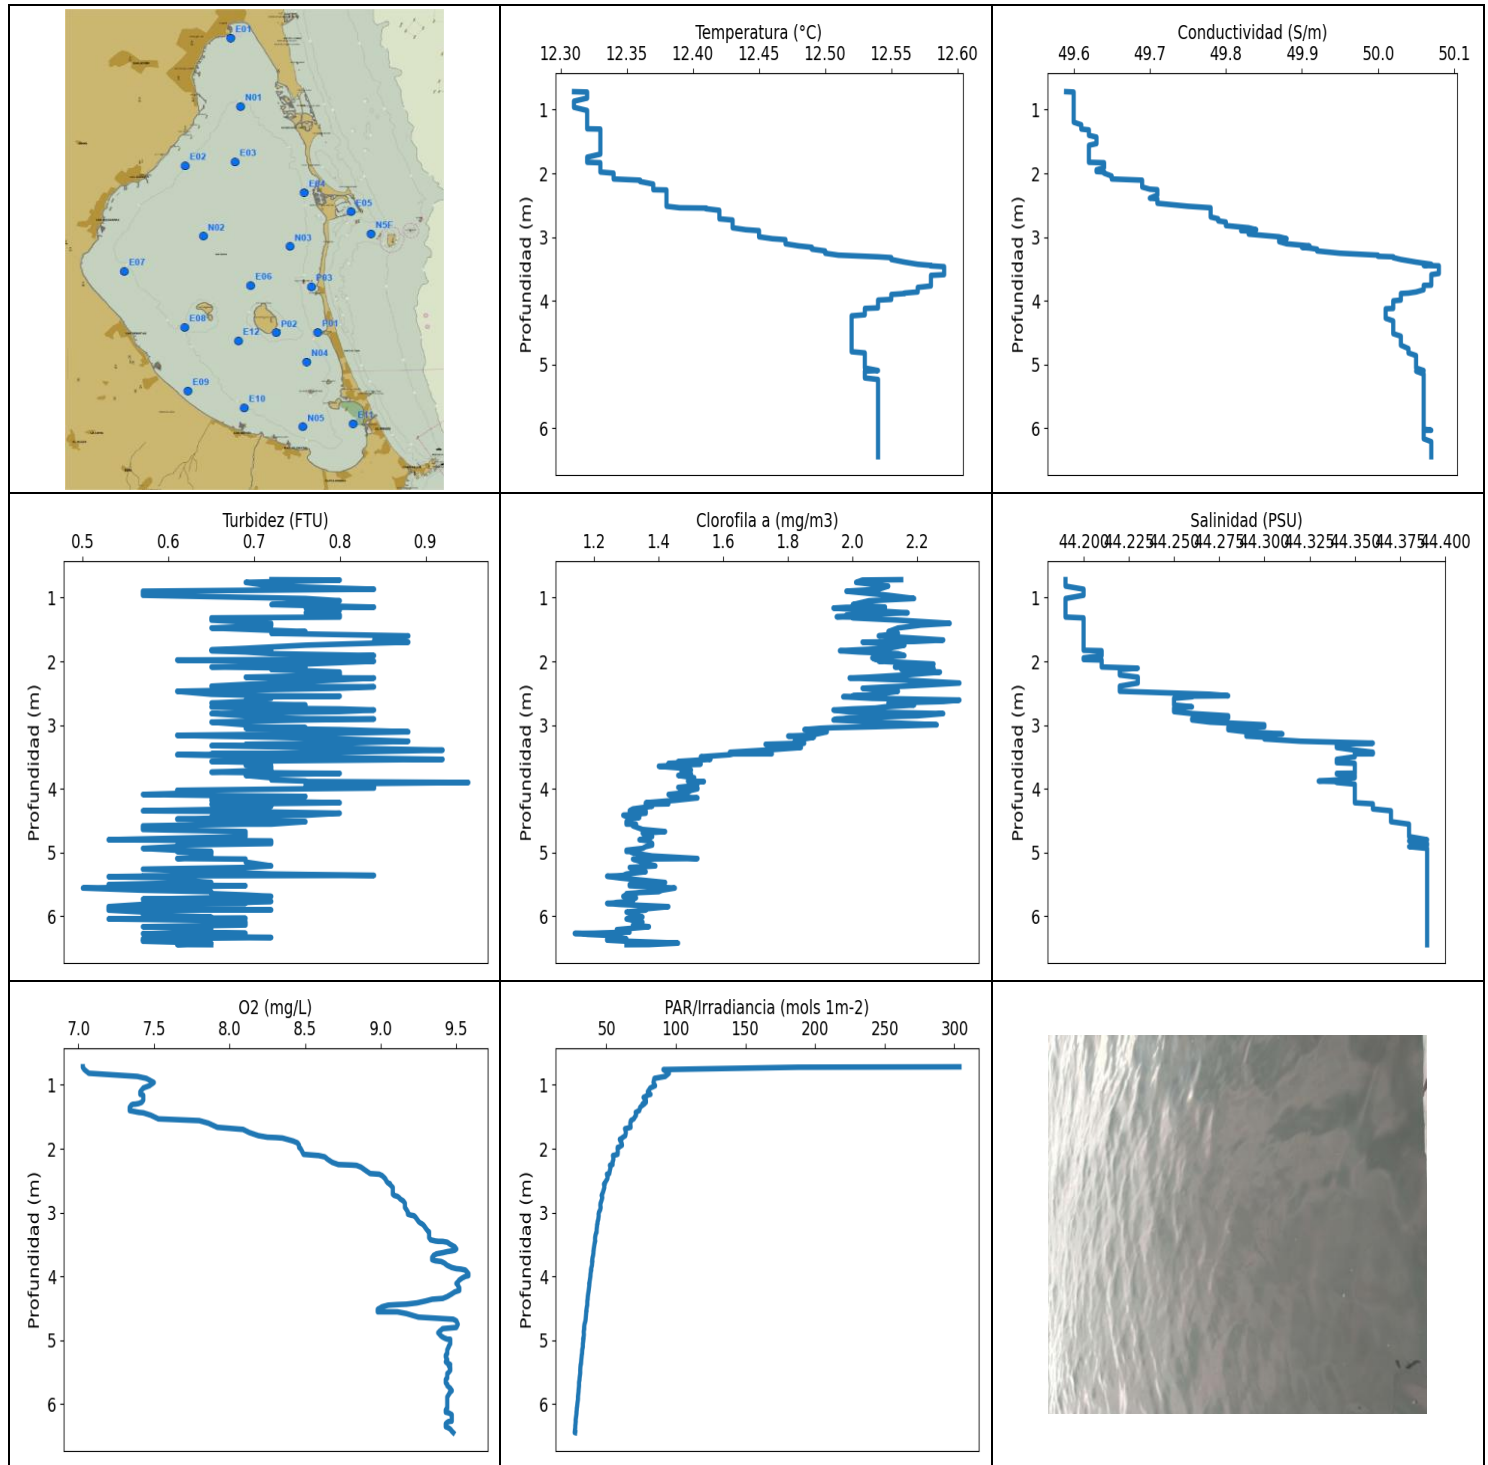 E01
N01
E02
E03
E04
E05
N5E
N02
N03
E07
E06
P03
E08
P02
P01
E12
N04
E09
E10
N05
E11
Temperatura (°C)
12.30 12.35 12.40 12.45 12.50 12.55 12.60
Profundidad (m)
1
2
3
4
5
6
Conductividad (S/m)
49.6 49.7 49.8 49.9 50.0 50.1
Profundidad (m)
1
2
3
4
5
6
Turbidez (FTU)
0.5 0.6 0.7 0.8 0.9
Profundidad (m)
1
2
3
4
5
6
Clorofila a (mg/m3)
1.2 1.4 1.6 1.8 2.0 2.2
Profundidad (m)
1
2
3
4
5
6
Salinidad (PSU)
44.200 44.225 44.250 44.275 44.300 44.325 44.350 44.375 44.400
Profundidad (m)
1
2
3
4
5
6
O2 (mg/L)
7.0 7.5 8.0 8.5 9.0 9.5
Profundidad (m)
1
2
3
4
5
6
PAR/Irradiancia (mols 1m-2)
50 100 150 200 250 300
Profundidad (m)
1
2
3
4
5
6